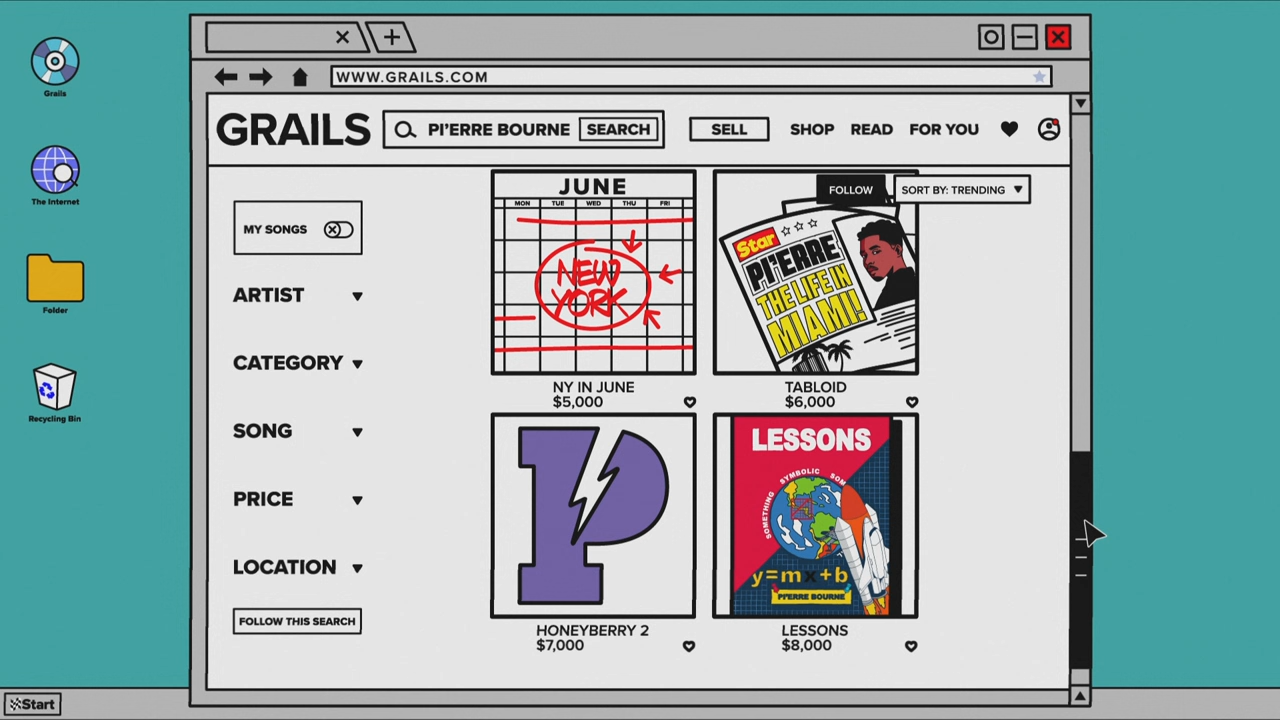 WWW.GRAILS.COM
GRAILS
PI'ERRE BOURNE
SEARCH
SELL
SHOP
READ
FOR YOU
Grails
The Internet
Folder
Recycling Bin
MY SONGS
ARTIST
CATEGORY
SONG
PRICE
LOCATION
FOLLOW THIS SEARCH
FOLLOW
SORT BY: TRENDING
JUNE
MON TUE WED THU FRI
NEW
YORK
NY IN JUNE
$5,000
Star
PI'ERRE
THE LIFE IN
MIAMI!
TABLOID
$6,000
P
HONEYBERRY 2
$7,000
LESSONS
SOMETHING SYMBOLIC SOM
y=mx+b
PI'ERRE BOURNE
LESSONS
$8,000
Start